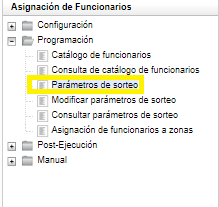 Asignación de Funcionarios
Configuración
Programación
Catálogo de funcionarios
Consulta de catálogo de funcionarios
Parámetros de sorteo
Modificar parámetros de sorteo
Consultar parámetros de sorteo
Asignación de funcionarios a zonas
Post-Ejecución
Manual